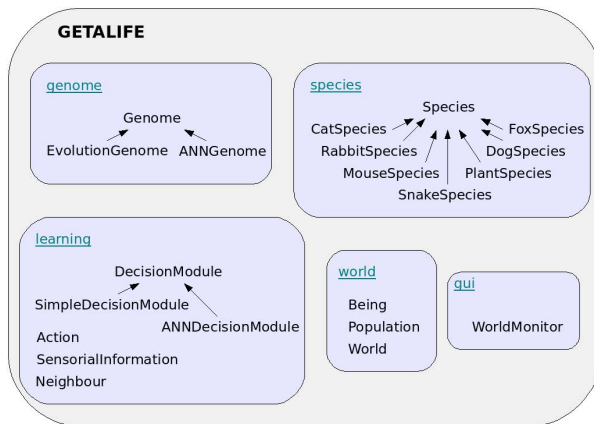 GETALIFE
genome
Genome
EvolutionGenome
ANNGenome
species
Species
CatSpecies
FoxSpecies
RabbitSpecies
DogSpecies
MouseSpecies
PlantSpecies
SnakeSpecies
learning
DecisionModule
SimpleDecisionModule
ANNDecisionModule
Action
SensorialInformation
Neighbour
world
Being
Population
World
gui
WorldMonitor